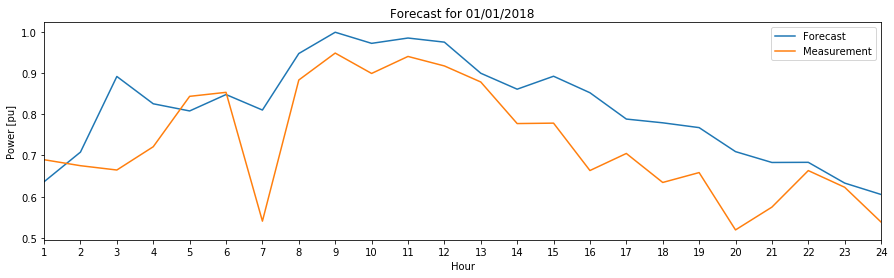 Forecast for 01/01/2018
Forecast
Measurement
Power [pu]
1.0
0.9
0.8
0.7
0.6
0.5
1 2 3 4 5 6 7 8 9 10 11 12 13 14 15 16 17 18 19 20 21 22 23 24
Hour